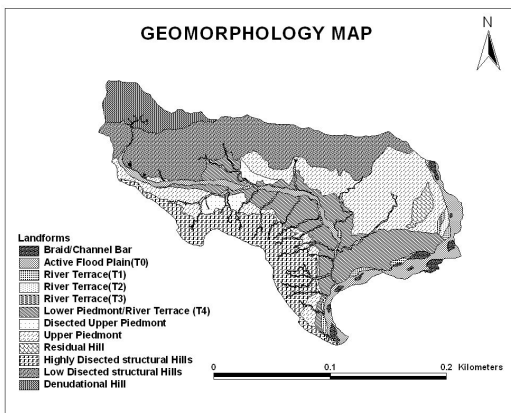 GEOMORPHOLOGY MAP
N
Landforms
Braid/Channel Bar
Active Flood Plain(T0)
River Terrace(T1)
River Terrace(T2)
River Terrace(T3)
Lower Piedmont/River Terrace (T4)
Disected Upper Piedmont
Upper Piedmont
Residual Hill
Highly Disected structural Hills
Low Disected structural Hills
Denudational Hill
0 0.1 0.2 Kilometers